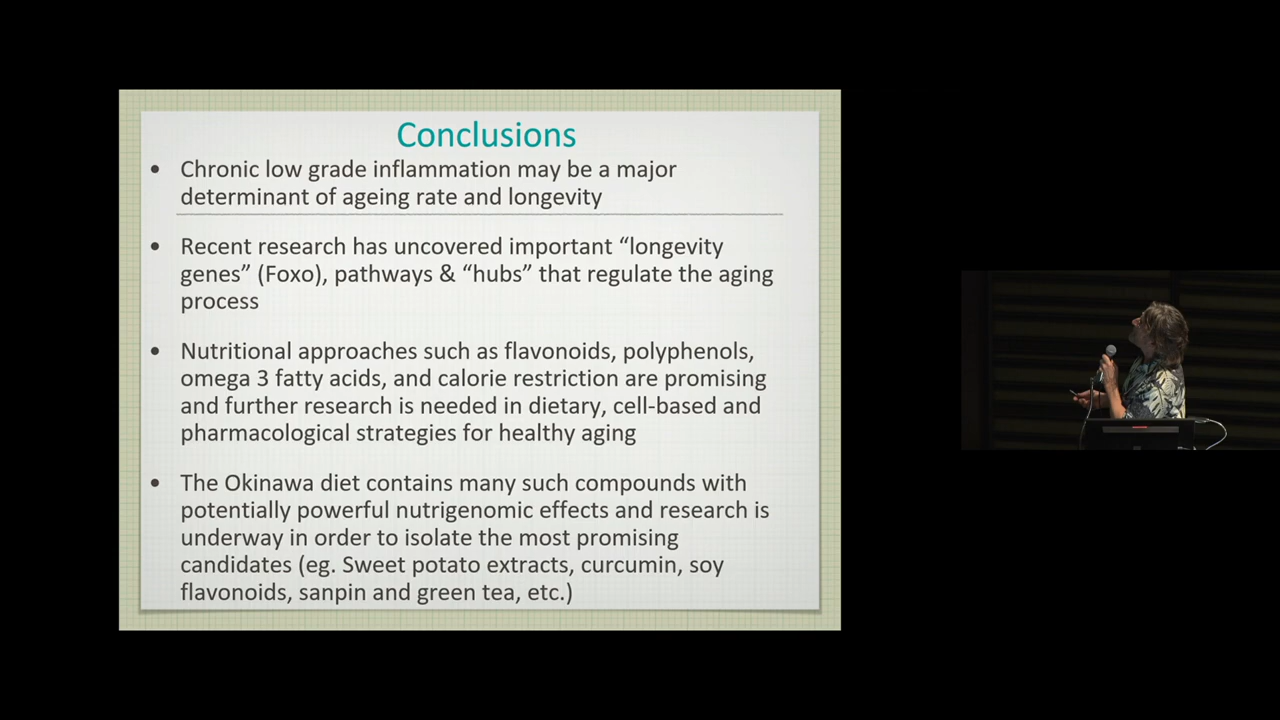 Conclusions
• Chronic low grade inflammation may be a major
determinant of ageing rate and longevity
• Recent research has uncovered important “longevity
genes” (Foxo), pathways & “hubs” that regulate the aging
process
• Nutritional approaches such as flavonoids, polyphenols,
omega 3 fatty acids, and calorie restriction are promising
and further research is needed in dietary, cell-based and
pharmacological strategies for healthy aging
• The Okinawa diet contains many such compounds with
potentially powerful nutrigenomic effects and research is
underway in order to isolate the most promising
candidates (eg. Sweet potato extracts, curcumin, soy
flavonoids, sanpin and green tea, etc.)